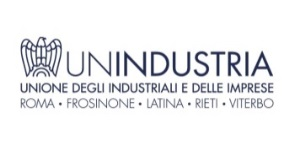 UNINDUSTRIA
UNIONE DEGLI INDUSTRIALI E DELLE IMPRESE
ROMA • FROSINONE • LATINA • RIETI • VITERBO